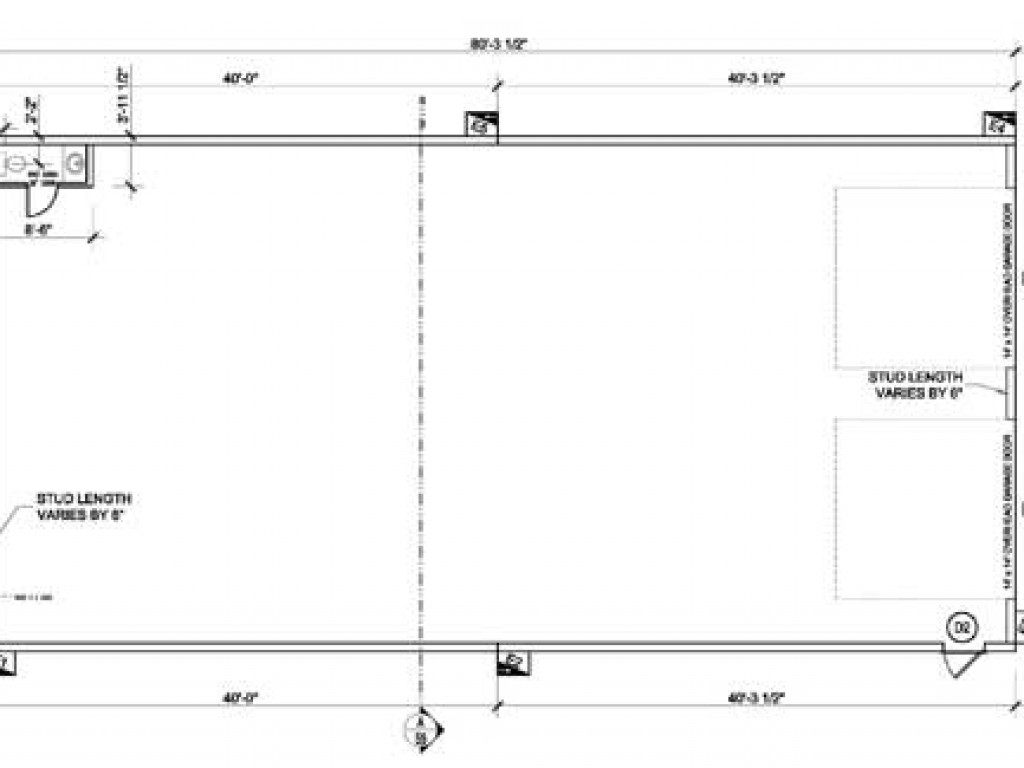 80'-3 1/2"
40'-0"
40'-3 1/2"
2'-2"
3'-11 1/2"
8'-6"
14' x 14' OVERHEAD GARAGE DOOR
STUD LENGTH
VARIES BY 6"
14' x 14' OVERHEAD GARAGE DOOR
STUD LENGTH
VARIES BY 6"
D2
40'-0"
40'-3 1/2"
A